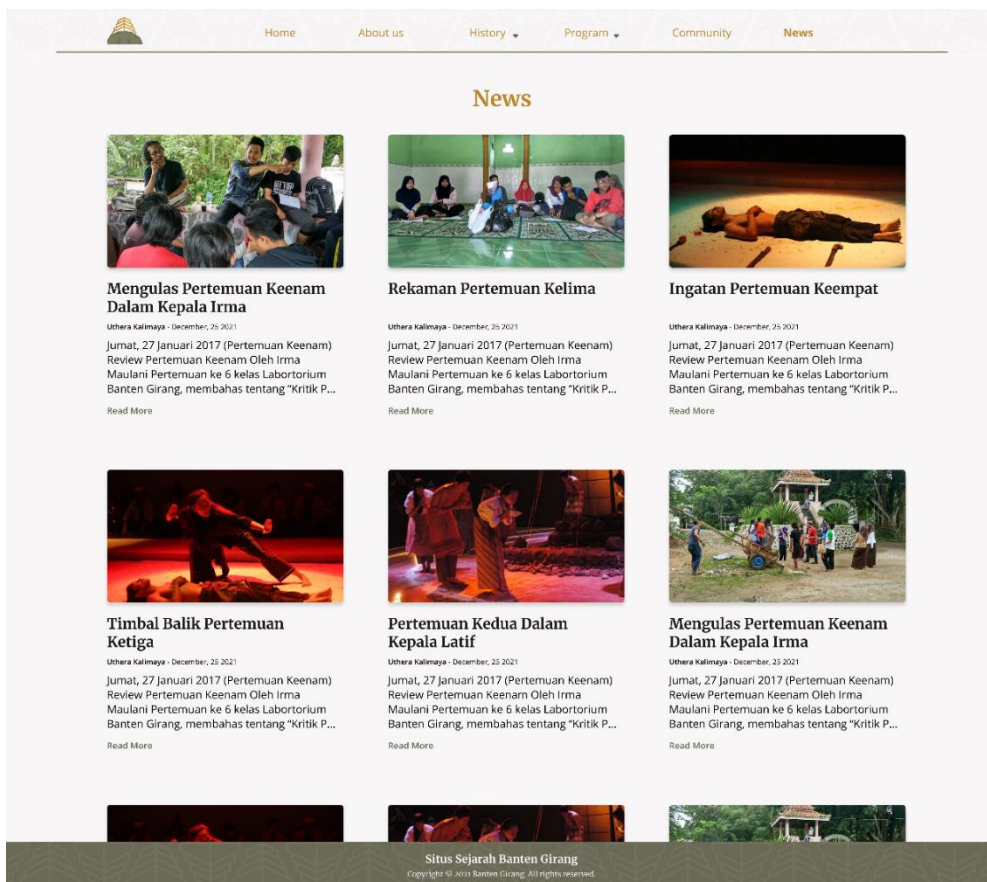 Home About us History Program Community News
News
Mengulas Pertemuan Keenam
Dalam Kepala Irma
Uthera Kalimaya - December, 25 2021
Jumat, 27 Januari 2017 (Pertemuan Keenam)
Review Pertemuan Keenam Oleh Irma
Maulani Pertemuan ke 6 kelas Labortorium
Banten Girang, membahas tentang "Kritik P...
Read More
Rekaman Pertemuan Kelima
Uthera Kalimaya - December, 25 2021
Jumat, 27 Januari 2017 (Pertemuan Keenam)
Review Pertemuan Keenam Oleh Irma
Maulani Pertemuan ke 6 kelas Labortorium
Banten Girang, membahas tentang "Kritik P...
Read More
Ingatan Pertemuan Keempat
Uthera Kalimaya - December, 25 2021
Jumat, 27 Januari 2017 (Pertemuan Keenam)
Review Pertemuan Keenam Oleh Irma
Maulani Pertemuan ke 6 kelas Labortorium
Banten Girang, membahas tentang "Kritik P...
Read More
Timbal Balik Pertemuan
Ketiga
Uthera Kalimaya - December, 25 2021
Jumat, 27 Januari 2017 (Pertemuan Keenam)
Review Pertemuan Keenam Oleh Irma
Maulani Pertemuan ke 6 kelas Labortorium
Banten Girang, membahas tentang "Kritik P...
Read More
Pertemuan Kedua Dalam
Kepala Latif
Uthera Kalimaya - December, 25 2021
Jumat, 27 Januari 2017 (Pertemuan Keenam)
Review Pertemuan Keenam Oleh Irma
Maulani Pertemuan ke 6 kelas Labortorium
Banten Girang, membahas tentang "Kritik P...
Read More
Mengulas Pertemuan Keenam
Dalam Kepala Irma
Uthera Kalimaya - December, 25 2021
Jumat, 27 Januari 2017 (Pertemuan Keenam)
Review Pertemuan Keenam Oleh Irma
Maulani Pertemuan ke 6 kelas Labortorium
Banten Girang, membahas tentang "Kritik P...
Read More
Situs Sejarah Banten Girang
Copyright © 2021 Banten Girang. All rights reserved.